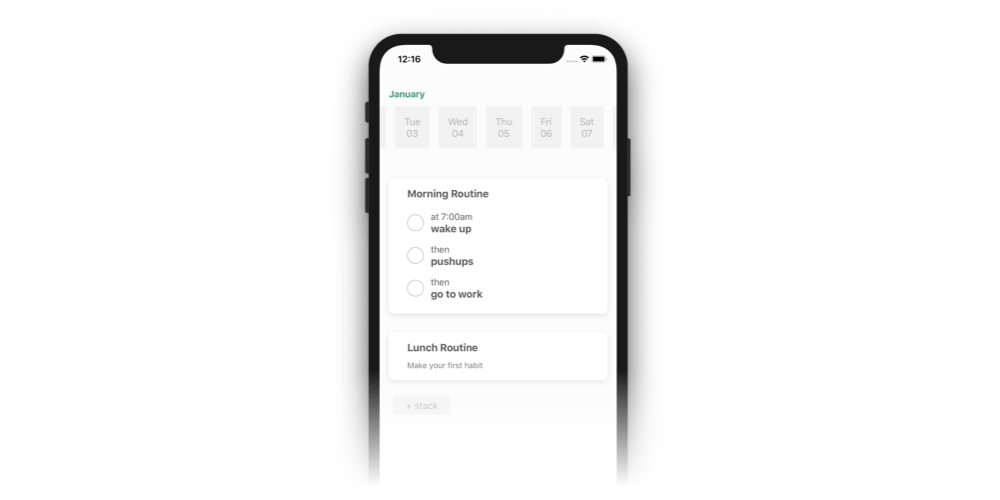 12:16
January
Tue Wed Thu Fri Sat
03 04 05 06 07
Morning Routine
at 7:00am
wake up
then
pushups
then
go to work
Lunch Routine
Make your first habit
+ stack